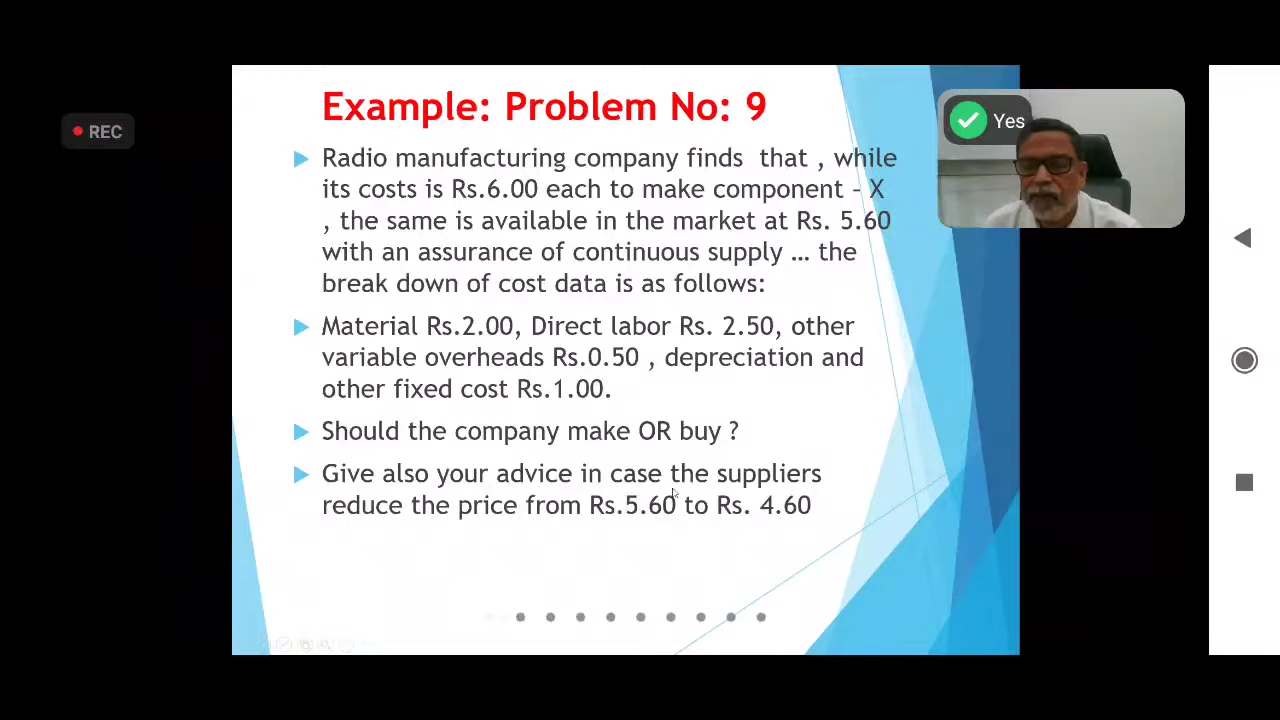 Example: Problem No: 9
REC
Yes
Radio manufacturing company finds that , while
its costs is Rs.6.00 each to make component – X
, the same is available in the market at Rs. 5.60
with an assurance of continuous supply … the
break down of cost data is as follows:
Material Rs.2.00, Direct labor Rs. 2.50, other
variable overheads Rs.0.50 , depreciation and
other fixed cost Rs.1.00.
Should the company make OR buy ?
Give also your advice in case the suppliers
reduce the price from Rs.5.60 to Rs. 4.60